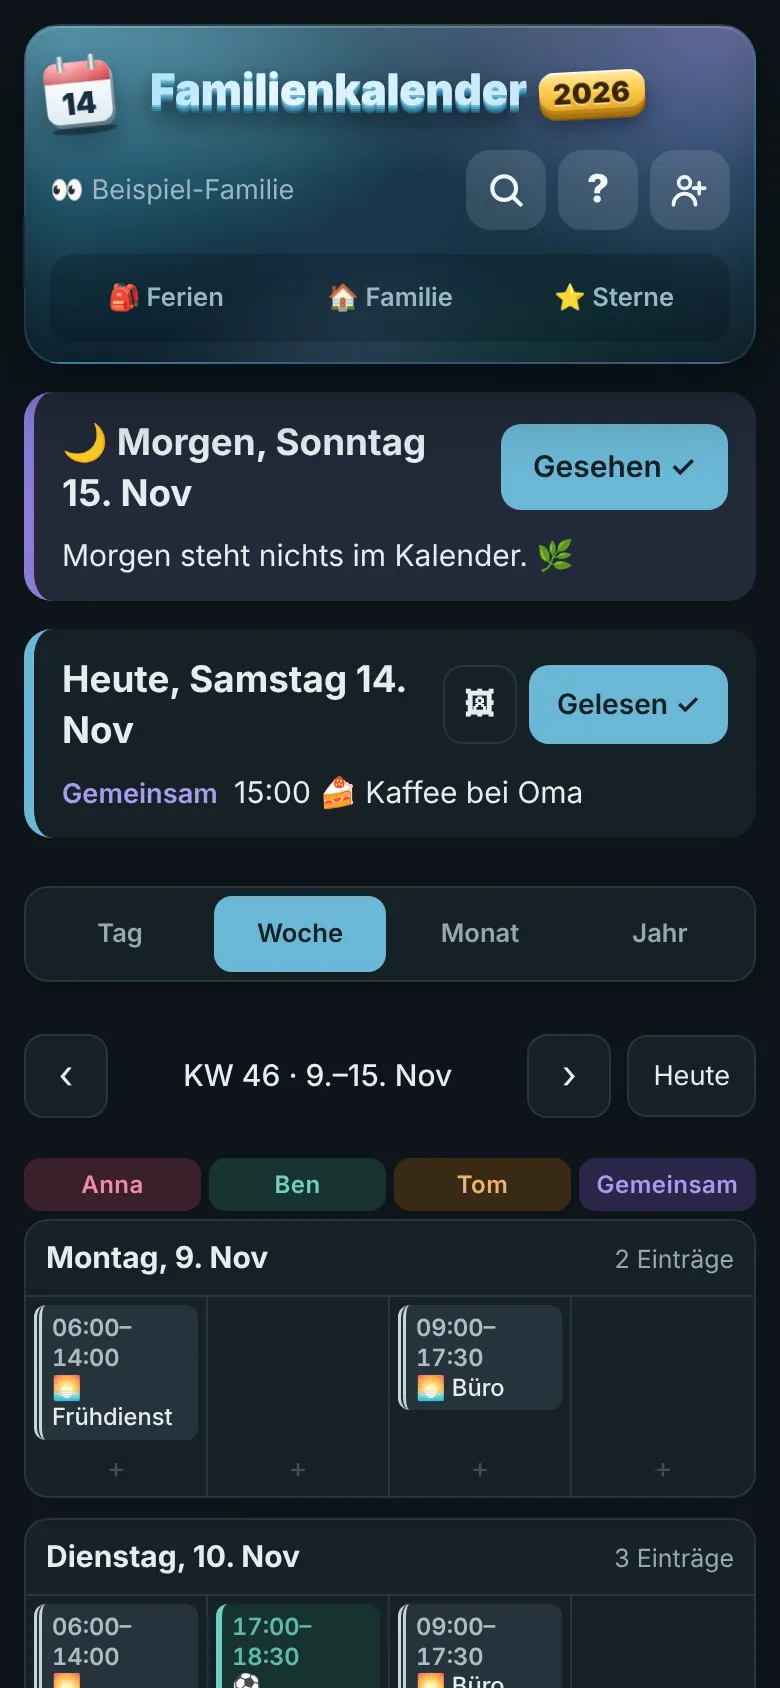 14
Familienkalender 2026
👀 Beispiel-Familie
?
🎒 Ferien
🏠 Familie
⭐ Sterne
🌙 Morgen, Sonntag
15. Nov
Gesehen ✓
Morgen steht nichts im Kalender. 🌿
Heute, Samstag 14.
Nov
Gelesen ✓
Gemeinsam 15:00 🍰 Kaffee bei Oma
Tag
Woche
Monat
Jahr
‹
KW 46 · 9.–15. Nov
›
Heute
Anna
Ben
Tom
Gemeinsam
Montag, 9. Nov
2 Einträge
06:00–
14:00
🌅
Frühdienst
09:00–
17:30
🌅 Büro
+
+
+
+
Dienstag, 10. Nov
3 Einträge
06:00–
14:00
🌅
17:00–
18:30
⚽
09:00–
17:30
🌅 Büro